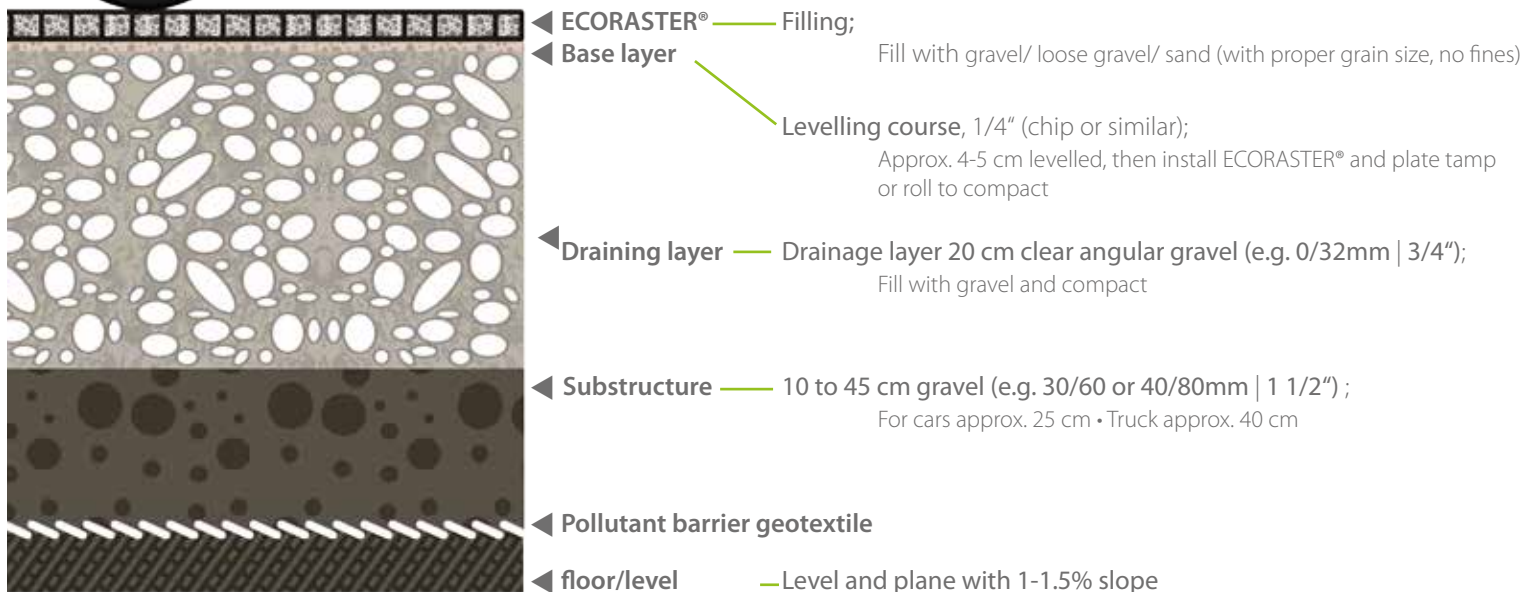 ECORASTER® Filling;
Base layer Fill with gravel/ loose gravel/ sand (with proper grain size, no fines)
Levelling course, 1/4“ (chip or similar);
Approx. 4-5 cm levelled, then install ECORASTER® and plate tamp
or roll to compact
Draining layer Drainage layer 20 cm clear angular gravel (e.g. 0/32mm | 3/4“);
Fill with gravel and compact
Substructure 10 to 45 cm gravel (e.g. 30/60 or 40/80mm | 1 1/2“) ;
For cars approx. 25 cm • Truck approx. 40 cm
Pollutant barrier geotextile
floor/level Level and plane with 1-1.5% slope